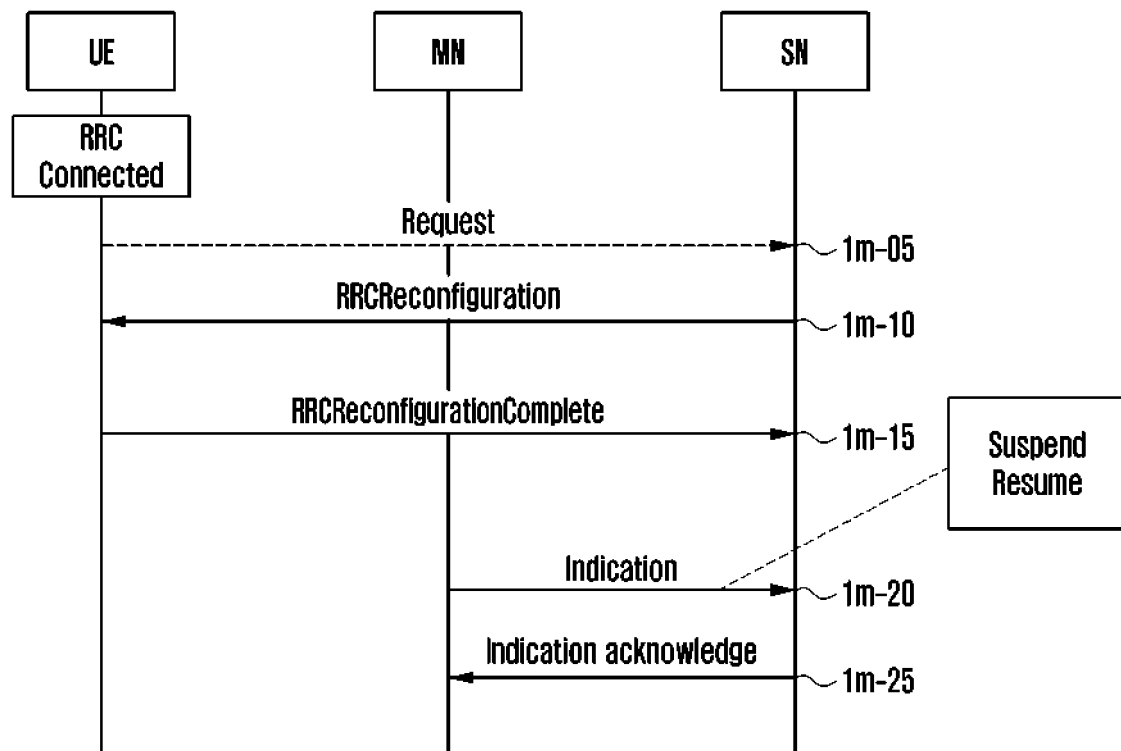 UE
MN
SN
RRC
Connected
Request
1m-05
RRCReconfiguration
1m-10
RRCReconfigurationComplete
1m-15
Suspend
Resume
Indication
1m-20
Indication acknowledge
1m-25